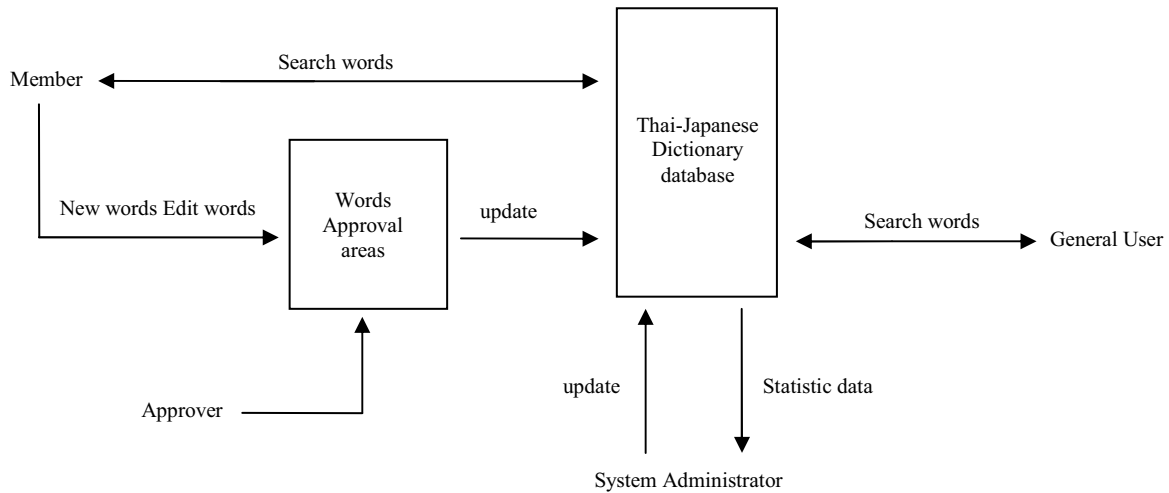 Search words
Member
Thai-Japanese
Dictionary
database
New words Edit words
Words
Approval
areas
update
Search words
General User
update
Statistic data
Approver
System Administrator